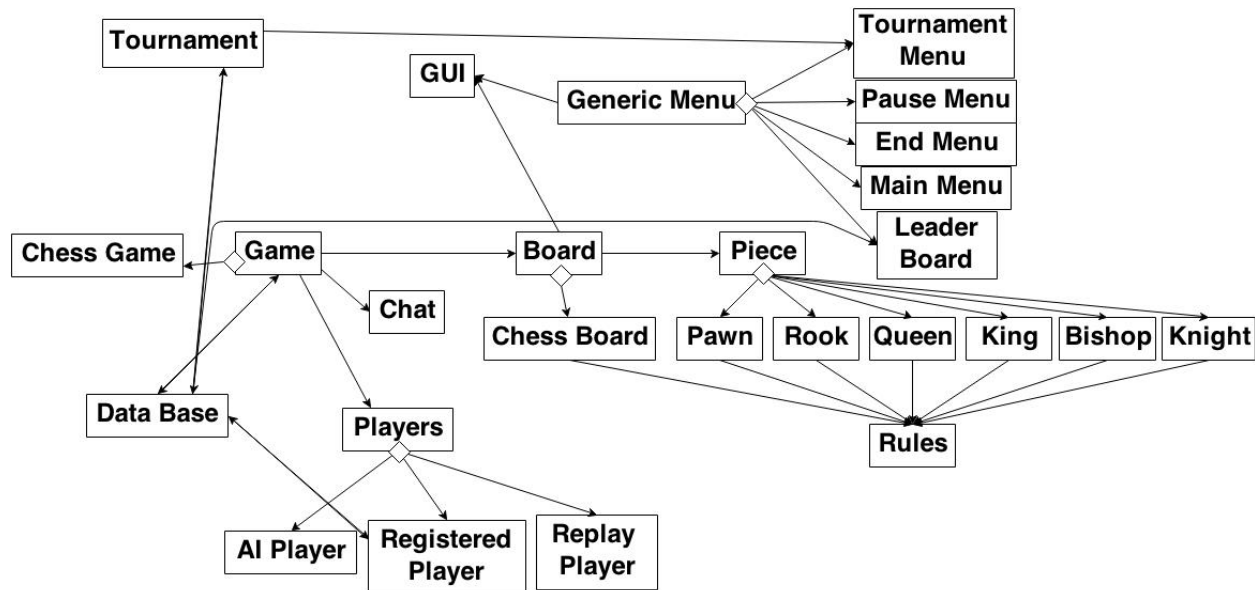 Tournament
Tournament
Menu
GUI
Generic Menu
Pause Menu
End Menu
Main Menu
Leader
Board
Chess Game
Game
Board
Piece
Chat
Chess Board
Pawn
Rook
Queen
King
Bishop
Knight
Data Base
Players
Rules
AI Player
Registered
Player
Replay
Player